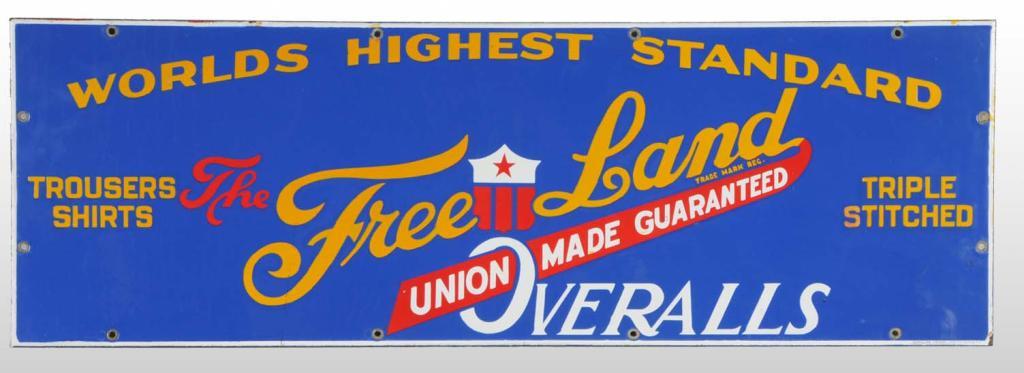 WORLDS HIGHEST STANDARD
TROUSERS
SHIRTS
The Free Land
TRADE MARK REG.
UNION MADE GUARANTEED
OVERALLS
TRIPLE
STITCHED